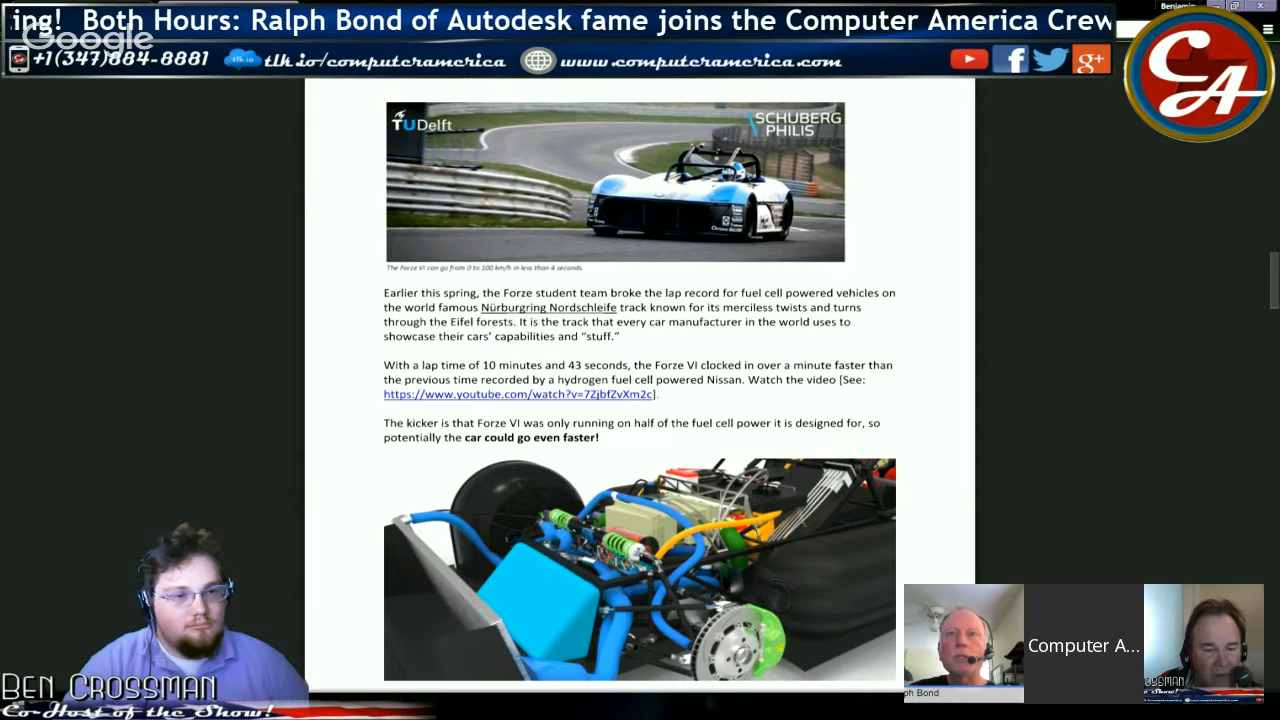 ing!  Both Hours: Ralph Bond of Autodesk fame joins the Computer America Crew
Google
Benjamin
+1(347)884-8881
tlk.io
tlk.io/computeramerica
www.computeramerica.com
f
g+
CA
TU Delft
SCHUBERG
PHILIS
The Forze VI can go from 0 to 100 km/h in less than 4 seconds.
Earlier this spring, the Forze student team broke the lap record for fuel cell powered vehicles on
the world famous Nürburgring Nordschleife track known for its merciless twists and turns
through the Eifel forests. It is the track that every car manufacturer in the world uses to
showcase their cars’ capabilities and “stuff.”
With a lap time of 10 minutes and 43 seconds, the Forze VI clocked in over a minute faster than
the previous time recorded by a hydrogen fuel cell powered Nissan. Watch the video [See:
https://www.youtube.com/watch?v=7ZjbfZvXm2c].
The kicker is that Forze VI was only running on half of the fuel cell power it is designed for, so
potentially the car could go even faster!
Ben Crossman
Co-Host of the Show!
ph Bond
Computer A...